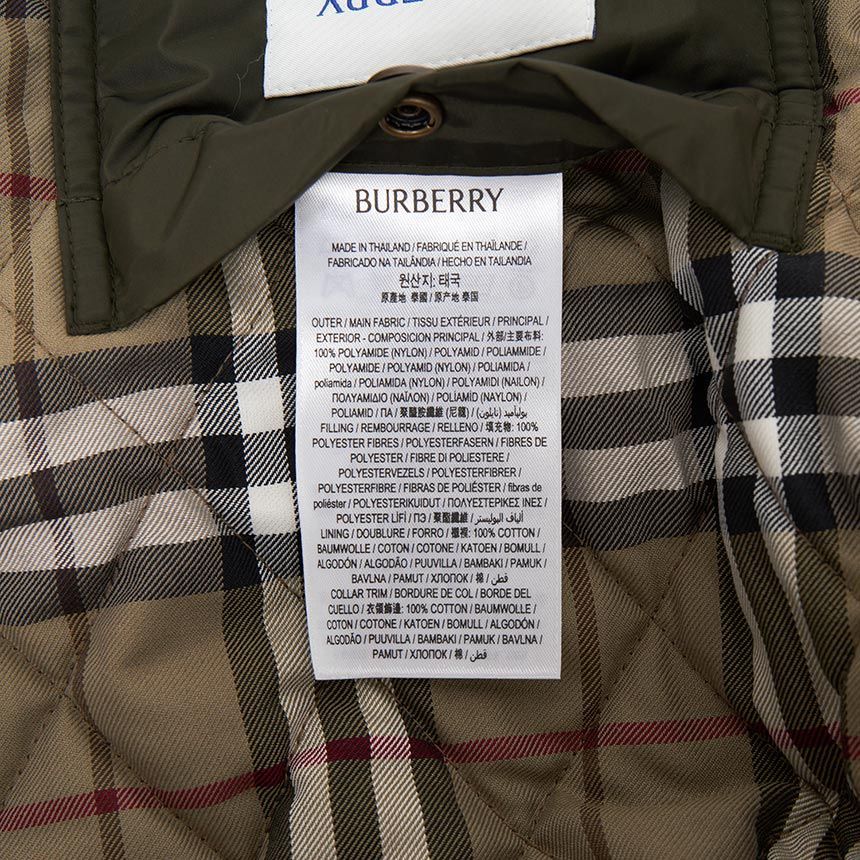 BURBERRY
MADE IN THAILAND / FABRIQUÉ EN THAÏLANDE /
FABRICADO NA TAILÂNDIA / HECHO EN TAILANDIA
원산지: 태국
原產地 泰國 / 原产地 泰国
OUTER / MAIN FABRIC / TISSU EXTÉRIEUR / PRINCIPAL /
EXTERIOR - COMPOSICION PRINCIPAL / 外部/主要布料:
100% POLYAMIDE (NYLON) / POLYAMID / POLIAMMIDE /
POLYAMIDE / POLYAMID (NYLON) / POLIAMIDA /
poliamida / POLIAMIDA (NYLON) / POLYAMIDI (NAILON) /
ΠΟΛΥΑΜΙΔΙΟ (ΝΑΪΛΟΝ) / POLİAMİD (NAYLON) /
POLIAMID / ПА / 聚醯胺纖維 (尼龍) / بولياميد (نايلون) /
FILLING / REMBOURRAGE / RELLENO / 填充物: 100%
POLYESTER FIBRES / POLYESTERFASERN / FIBRES DE
POLYESTER / FIBRE DI POLIESTERE /
POLYESTERVEZELS / POLYESTERFIBRER /
POLYESTERFIBRE / FIBRAS DE POLIÉSTER / fibras de
poliéster / POLYESTERIKUIDUT / ΠΟΛΥΕΣΤΕΡΙΚΕΣ ΙΝΕΣ /
POLYESTER LİFİ / ПЭ / 聚酯纖維 / ألياف البوليستر /
LINING / DOUBLURE / FORRO / 襯裡: 100% COTTON /
BAUMWOLLE / COTON / COTONE / KATOEN / BOMULL /
ALGODÓN / ALGODÃO / PUUVILLA / ΒΑΜΒΑΚΙ / PAMUK /
BAVLNA / PAMUT / ХЛОПОК / 棉 / قطن /
COLLAR TRIM / BORDURE DE COL / BORDE DEL
CUELLO / 衣領飾邊: 100% COTTON / BAUMWOLLE /
COTON / COTONE / KATOEN / BOMULL / ALGODÓN /
ALGODÃO / PUUVILLA / ΒΑΜΒΑΚΙ / PAMUK / BAVLNA /
PAMUT / ХЛОПОК / 棉 / قطن